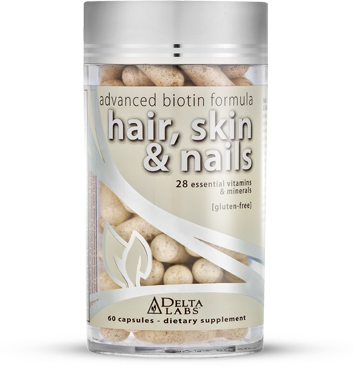 advanced biotin formula
hair, skin
& nails
28 essential vitamins
& minerals
[gluten-free]
DELTA
LABS
60 capsules - dietary supplement